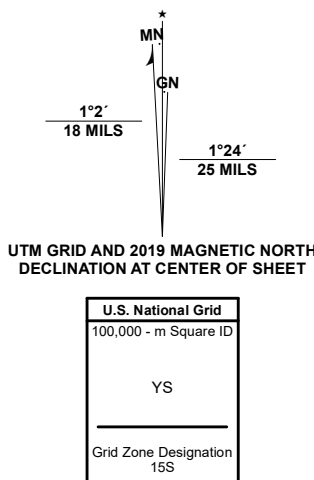 MN
GN
1°2´
18 MILS
1°24´
25 MILS
UTM GRID AND 2019 MAGNETIC NORTH
DECLINATION AT CENTER OF SHEET
U.S. National Grid
100,000 - m Square ID
YS
Grid Zone Designation
15S